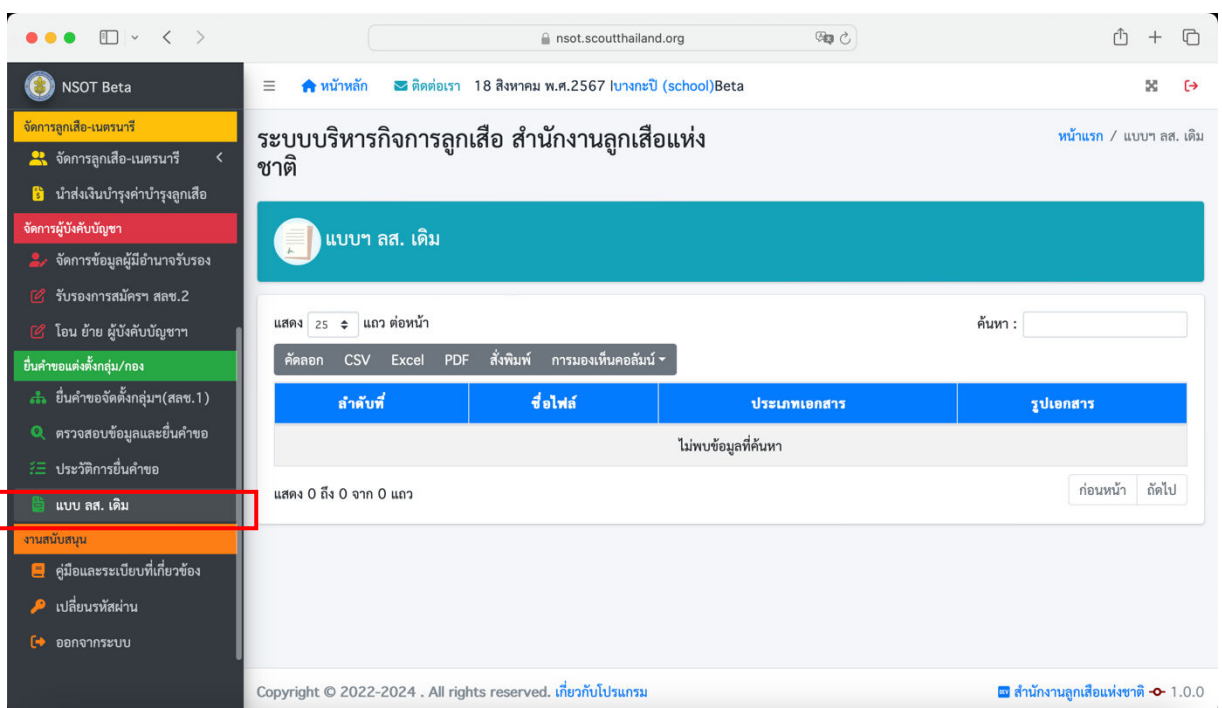 nsot.scoutthailand.org
NSOT Beta
หน้าหลัก ติดต่อเรา 18 สิงหาคม พ.ศ.2567 |บางกะปิ (school)Beta
จัดการลูกเสือ-เนตรนารี
จัดการลูกเสือ-เนตรนารี
นำส่งเงินบำรุงค่าบำรุงลูกเสือ
จัดการผู้บังคับบัญชา
จัดการข้อมูลผู้มีอำนาจรับรอง
รับรองการสมัครฯ สลช.2
โอน ย้าย ผู้บังคับบัญชาฯ
ยื่นคำขอแต่งตั้งกลุ่ม/กอง
ยื่นคำขอจัดตั้งกลุ่มฯ(สลช.1)
ตรวจสอบข้อมูลและยื่นคำขอ
ประวัติการยื่นคำขอ
แบบ ลส. เดิม
งานสนับสนุน
คู่มือและระเบียบที่เกี่ยวข้อง
เปลี่ยนรหัสผ่าน
ออกจากระบบ
ระบบบริหารกิจการลูกเสือ สำนักงานลูกเสือแห่ง
ชาติ
หน้าแรก / แบบฯ ลส. เดิม
แบบฯ ลส. เดิม
แสดง 25 แถว ต่อหน้า
ค้นหา :
คัดลอก CSV Excel PDF สั่งพิมพ์ การมองเห็นคอลัมน์
ลำดับที่ ชื่อไฟล์ ประเภทเอกสาร รูปเอกสาร
ไม่พบข้อมูลที่ค้นหา
แสดง 0 ถึง 0 จาก 0 แถว
ก่อนหน้า ถัดไป
Copyright © 2022-2024 . All rights reserved. เกี่ยวกับโปรแกรม
สำนักงานลูกเสือแห่งชาติ 1.0.0